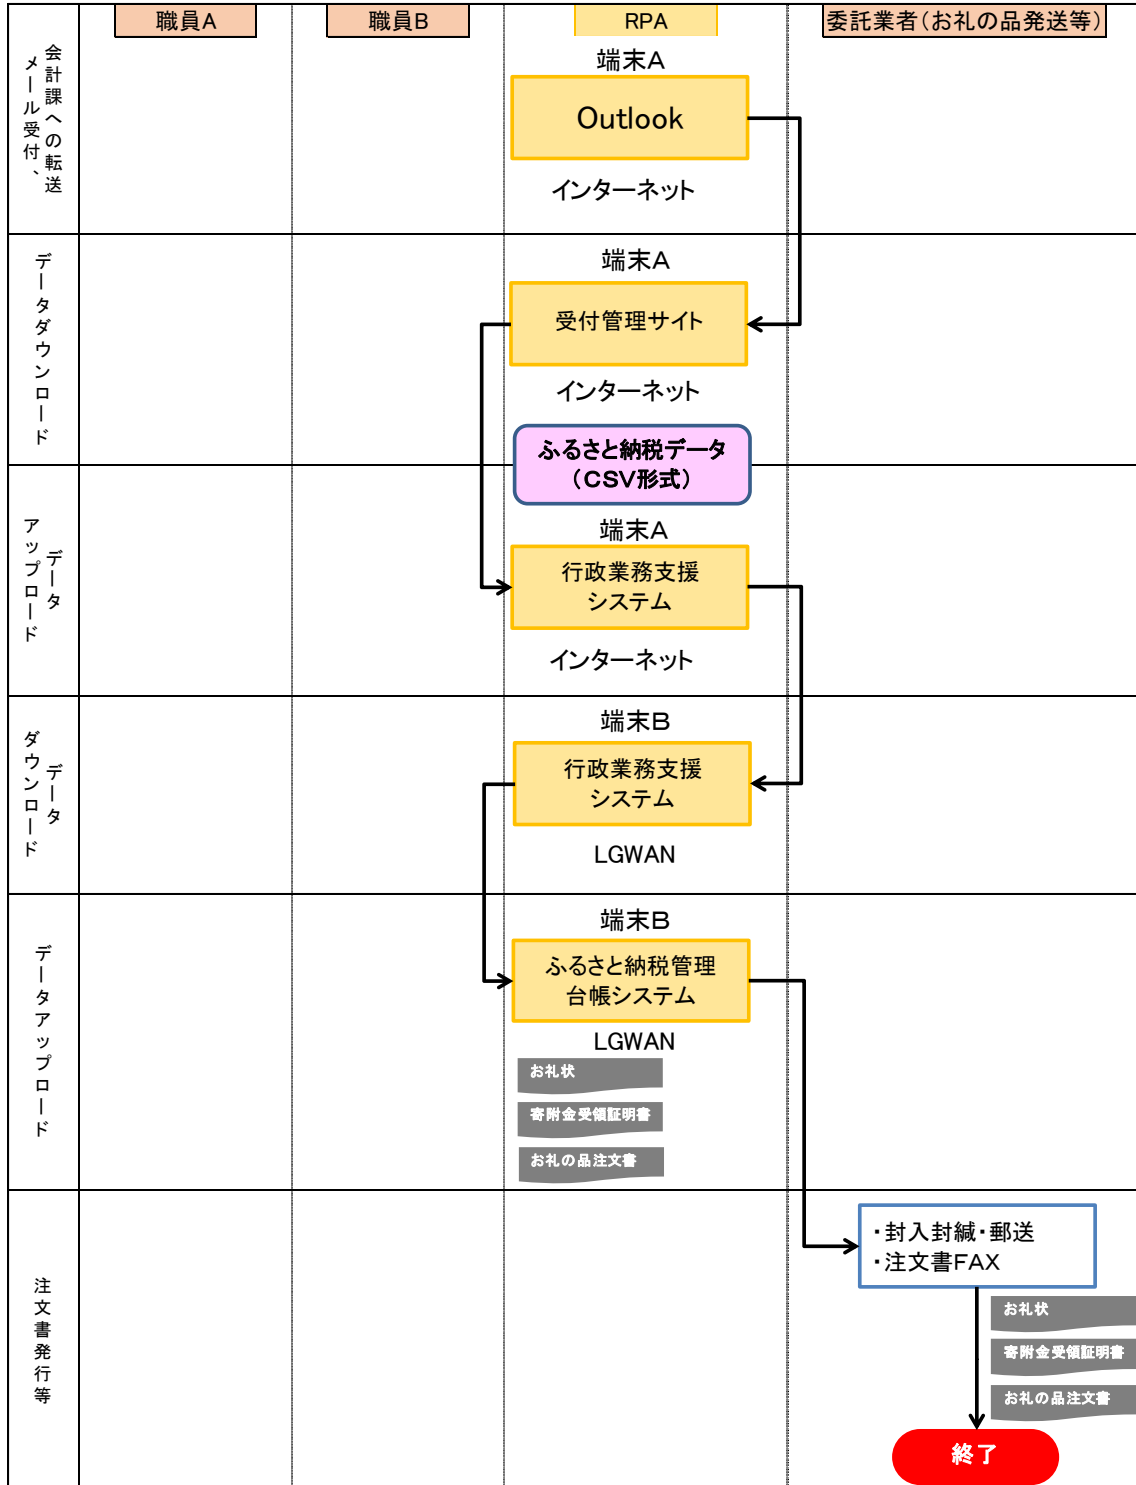 職員A
職員B
RPA
委託業者（お礼の品発送等）
メール受付、
会計課への転送
端末A
Outlook
インターネット
データダウンロード
端末A
受付管理サイト
インターネット
ふるさと納税データ
（CSV形式）
データ
アップロード
端末A
行政業務支援
システム
インターネット
データ
ダウンロード
端末B
行政業務支援
システム
LGWAN
データアップロード
端末B
ふるさと納税管理
台帳システム
LGWAN
お礼状
寄附金受領証明書
お礼の品注文書
注文書発行等
・封入封緘・郵送
・注文書FAX
お礼状
寄附金受領証明書
お礼の品注文書
終了